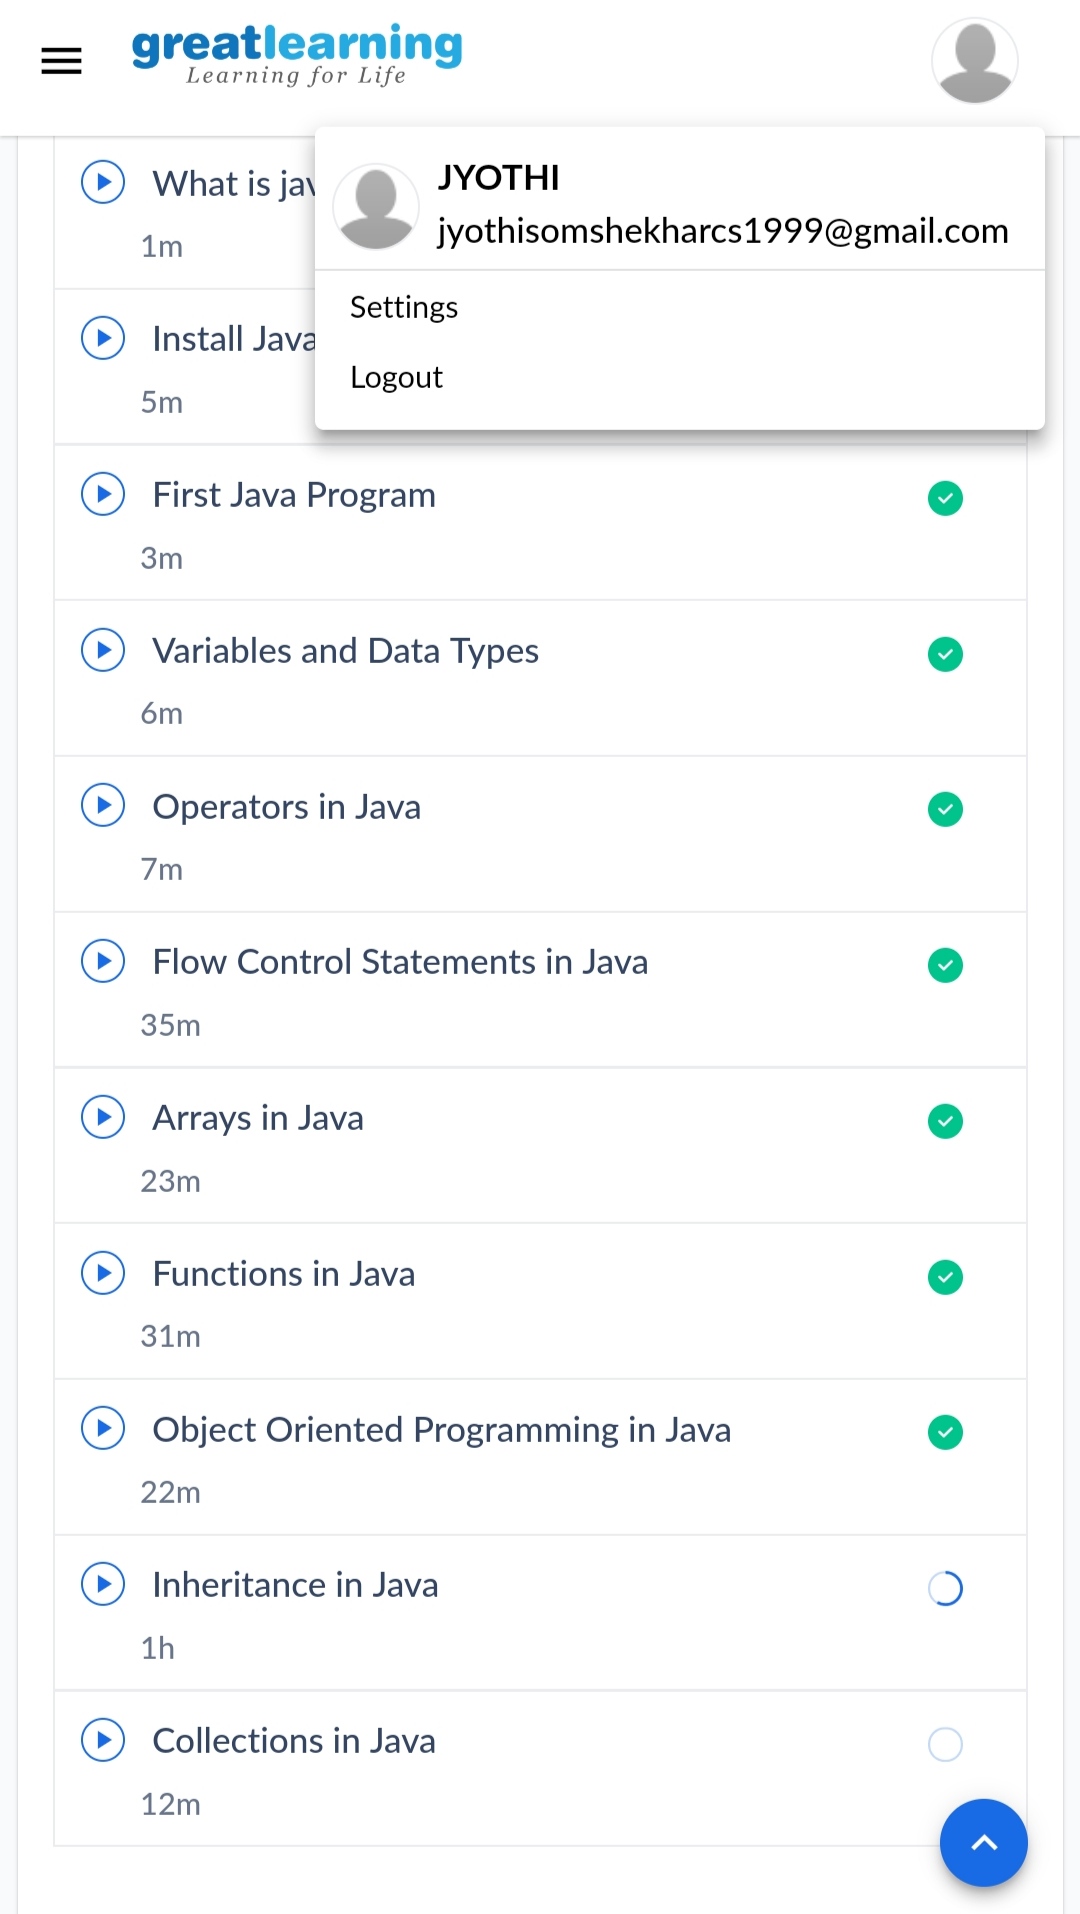 greatlearning
Learning for Life
JYOTHI
jyothisomshekharcs1999@gmail.com
Settings
Logout
What is jav
1m
Install Java
5m
First Java Program
3m
Variables and Data Types
6m
Operators in Java
7m
Flow Control Statements in Java
35m
Arrays in Java
23m
Functions in Java
31m
Object Oriented Programming in Java
22m
Inheritance in Java
1h
Collections in Java
12m